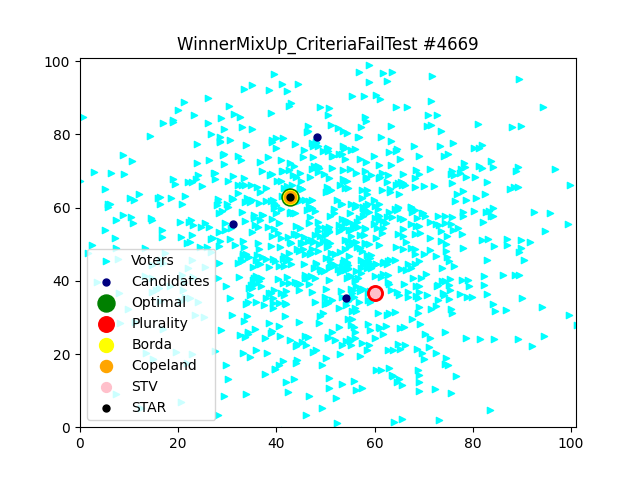 WinnerMixUp_CriteriaFailTest #4669
100
80
60
40
20
0
Voters
Candidates
Optimal
Plurality
Borda
Copeland
STV
STAR
0 20 40 60 80 100